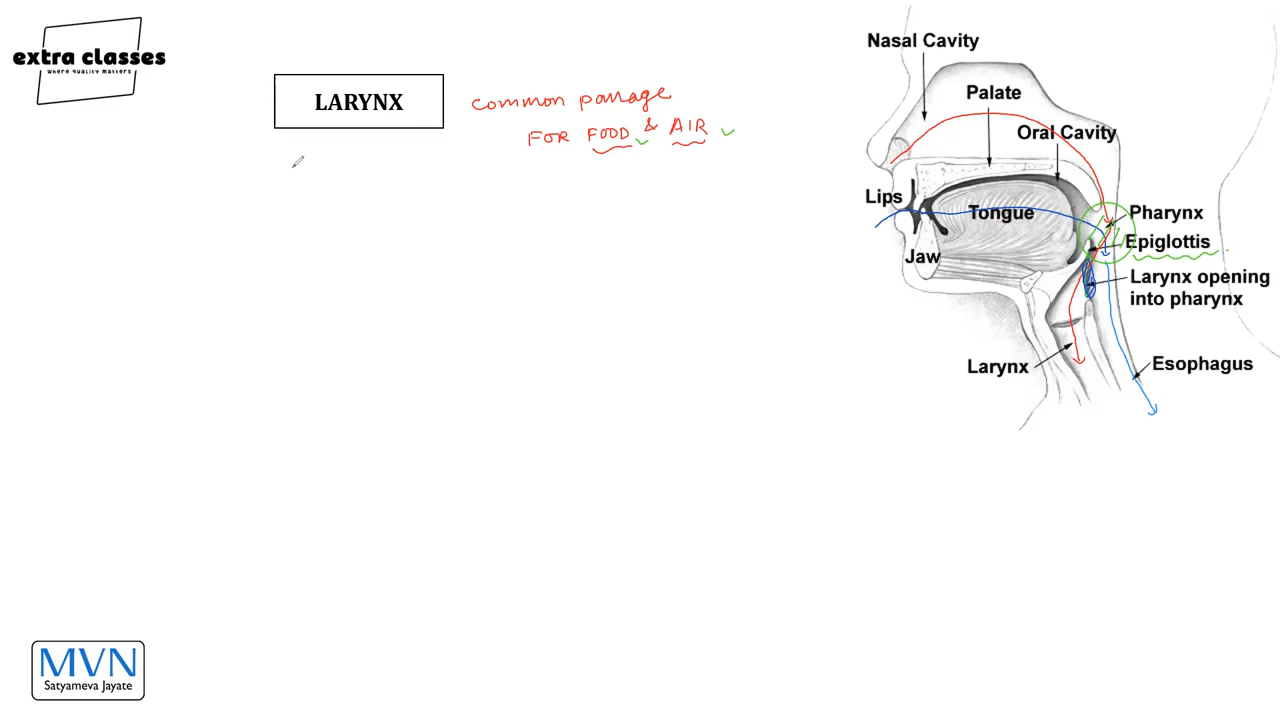 extra classes
where quality matters
LARYNX
common passage
FOR FOOD & AIR
Nasal Cavity
Palate
Oral Cavity
Lips
Tongue
Pharynx
Epiglottis
Jaw
Larynx opening
into pharynx
Larynx
Esophagus
MVN
Satyameva Jayate